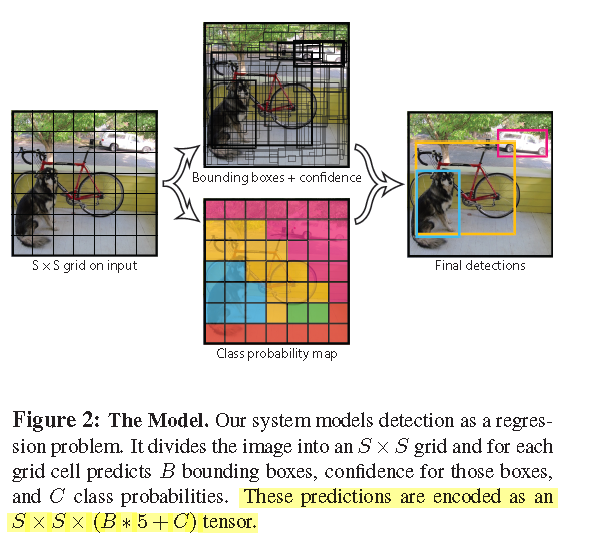 Bounding boxes + confidence
S × S grid on input
Final detections
Class probability map
Figure 2: The Model. Our system models detection as a regres-
sion problem. It divides the image into an S × S grid and for each
grid cell predicts B bounding boxes, confidence for those boxes,
and C class probabilities. These predictions are encoded as an
S × S × (B ∗ 5 + C) tensor.